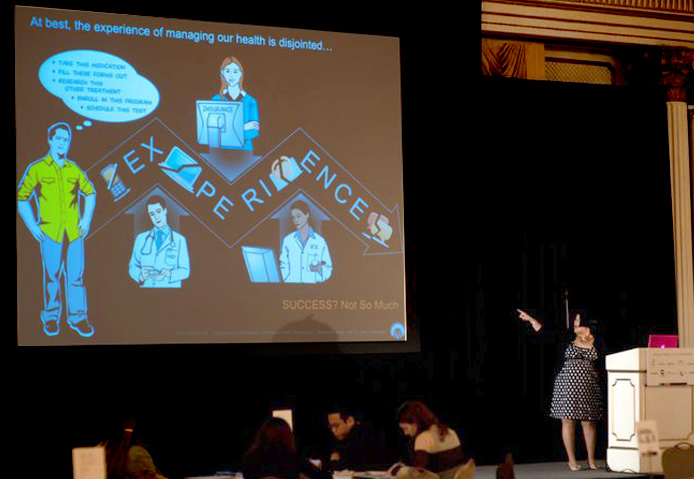 At best, the experience of managing our health is disjointed…
• TAKE THIS MEDICATION
• FILL THESE FORMS OUT
• RESEARCH THIS
OTHER TREATMENT
• ENROLL IN THIS PROGRAM
• SCHEDULE THIS TEST
INSURANCE
EXPERIENCE
SUCCESS? Not So Much